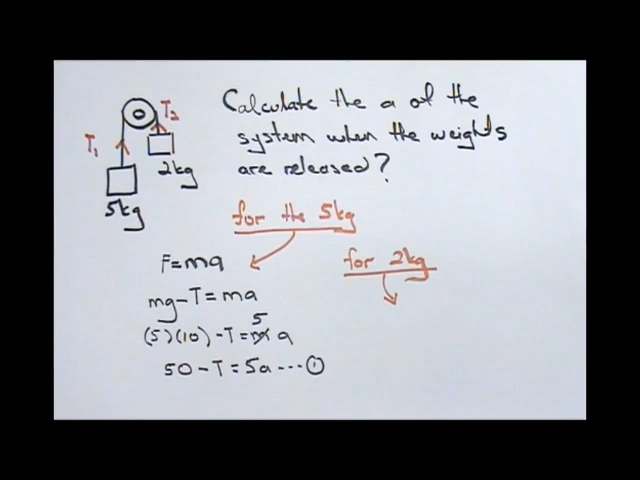 Calculate the a of the
system when the weights
are released?
T₁
T₂
2kg
5kg
for the 5kg
F=ma
mg-T=ma
(5)(10)-T=m5a
50-T=5a---①
for 2kg